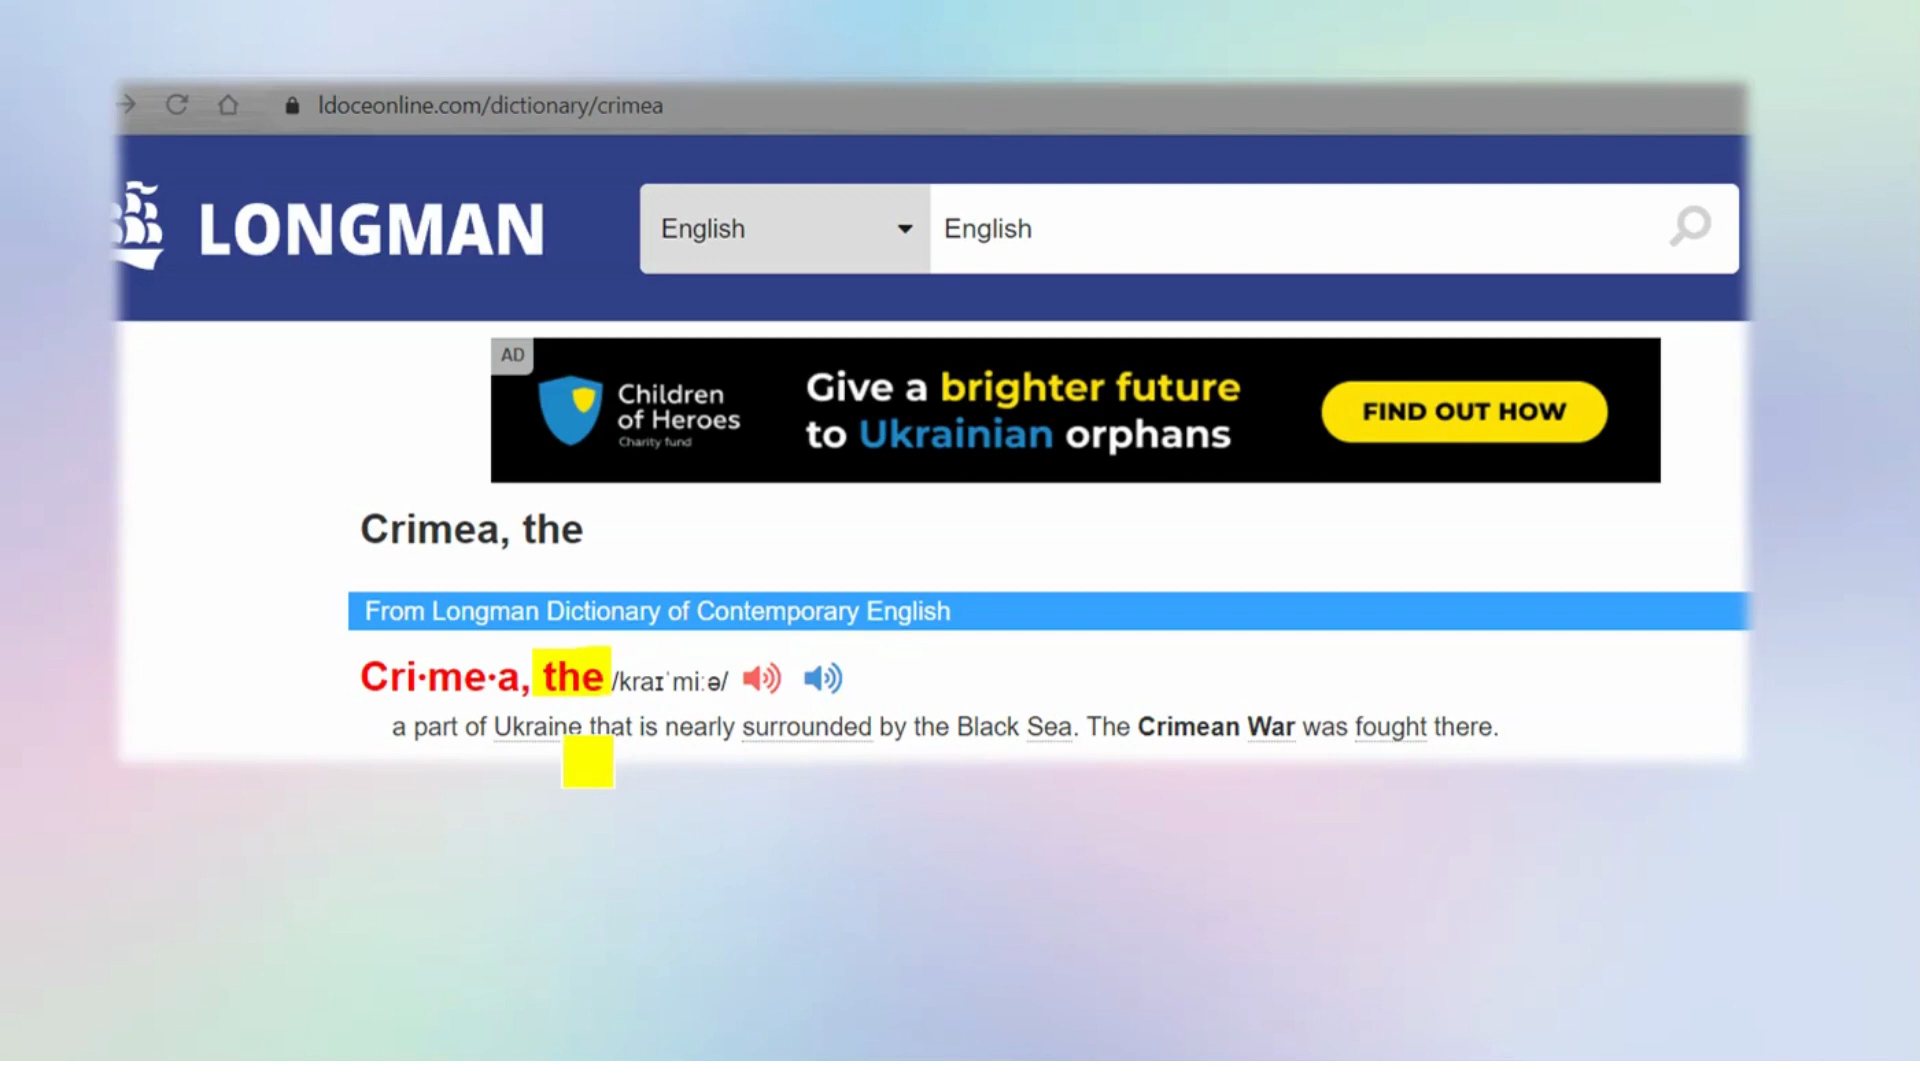 ldoceonline.com/dictionary/crimea
LONGMAN
English
English
AD
Children
of Heroes
Charity fund
Give a brighter future
to Ukrainian orphans
FIND OUT HOW
Crimea, the
From Longman Dictionary of Contemporary English
Cri·me·a, the /kraɪˈmiːə/
a part of Ukraine that is nearly surrounded by the Black Sea. The Crimean War was fought there.